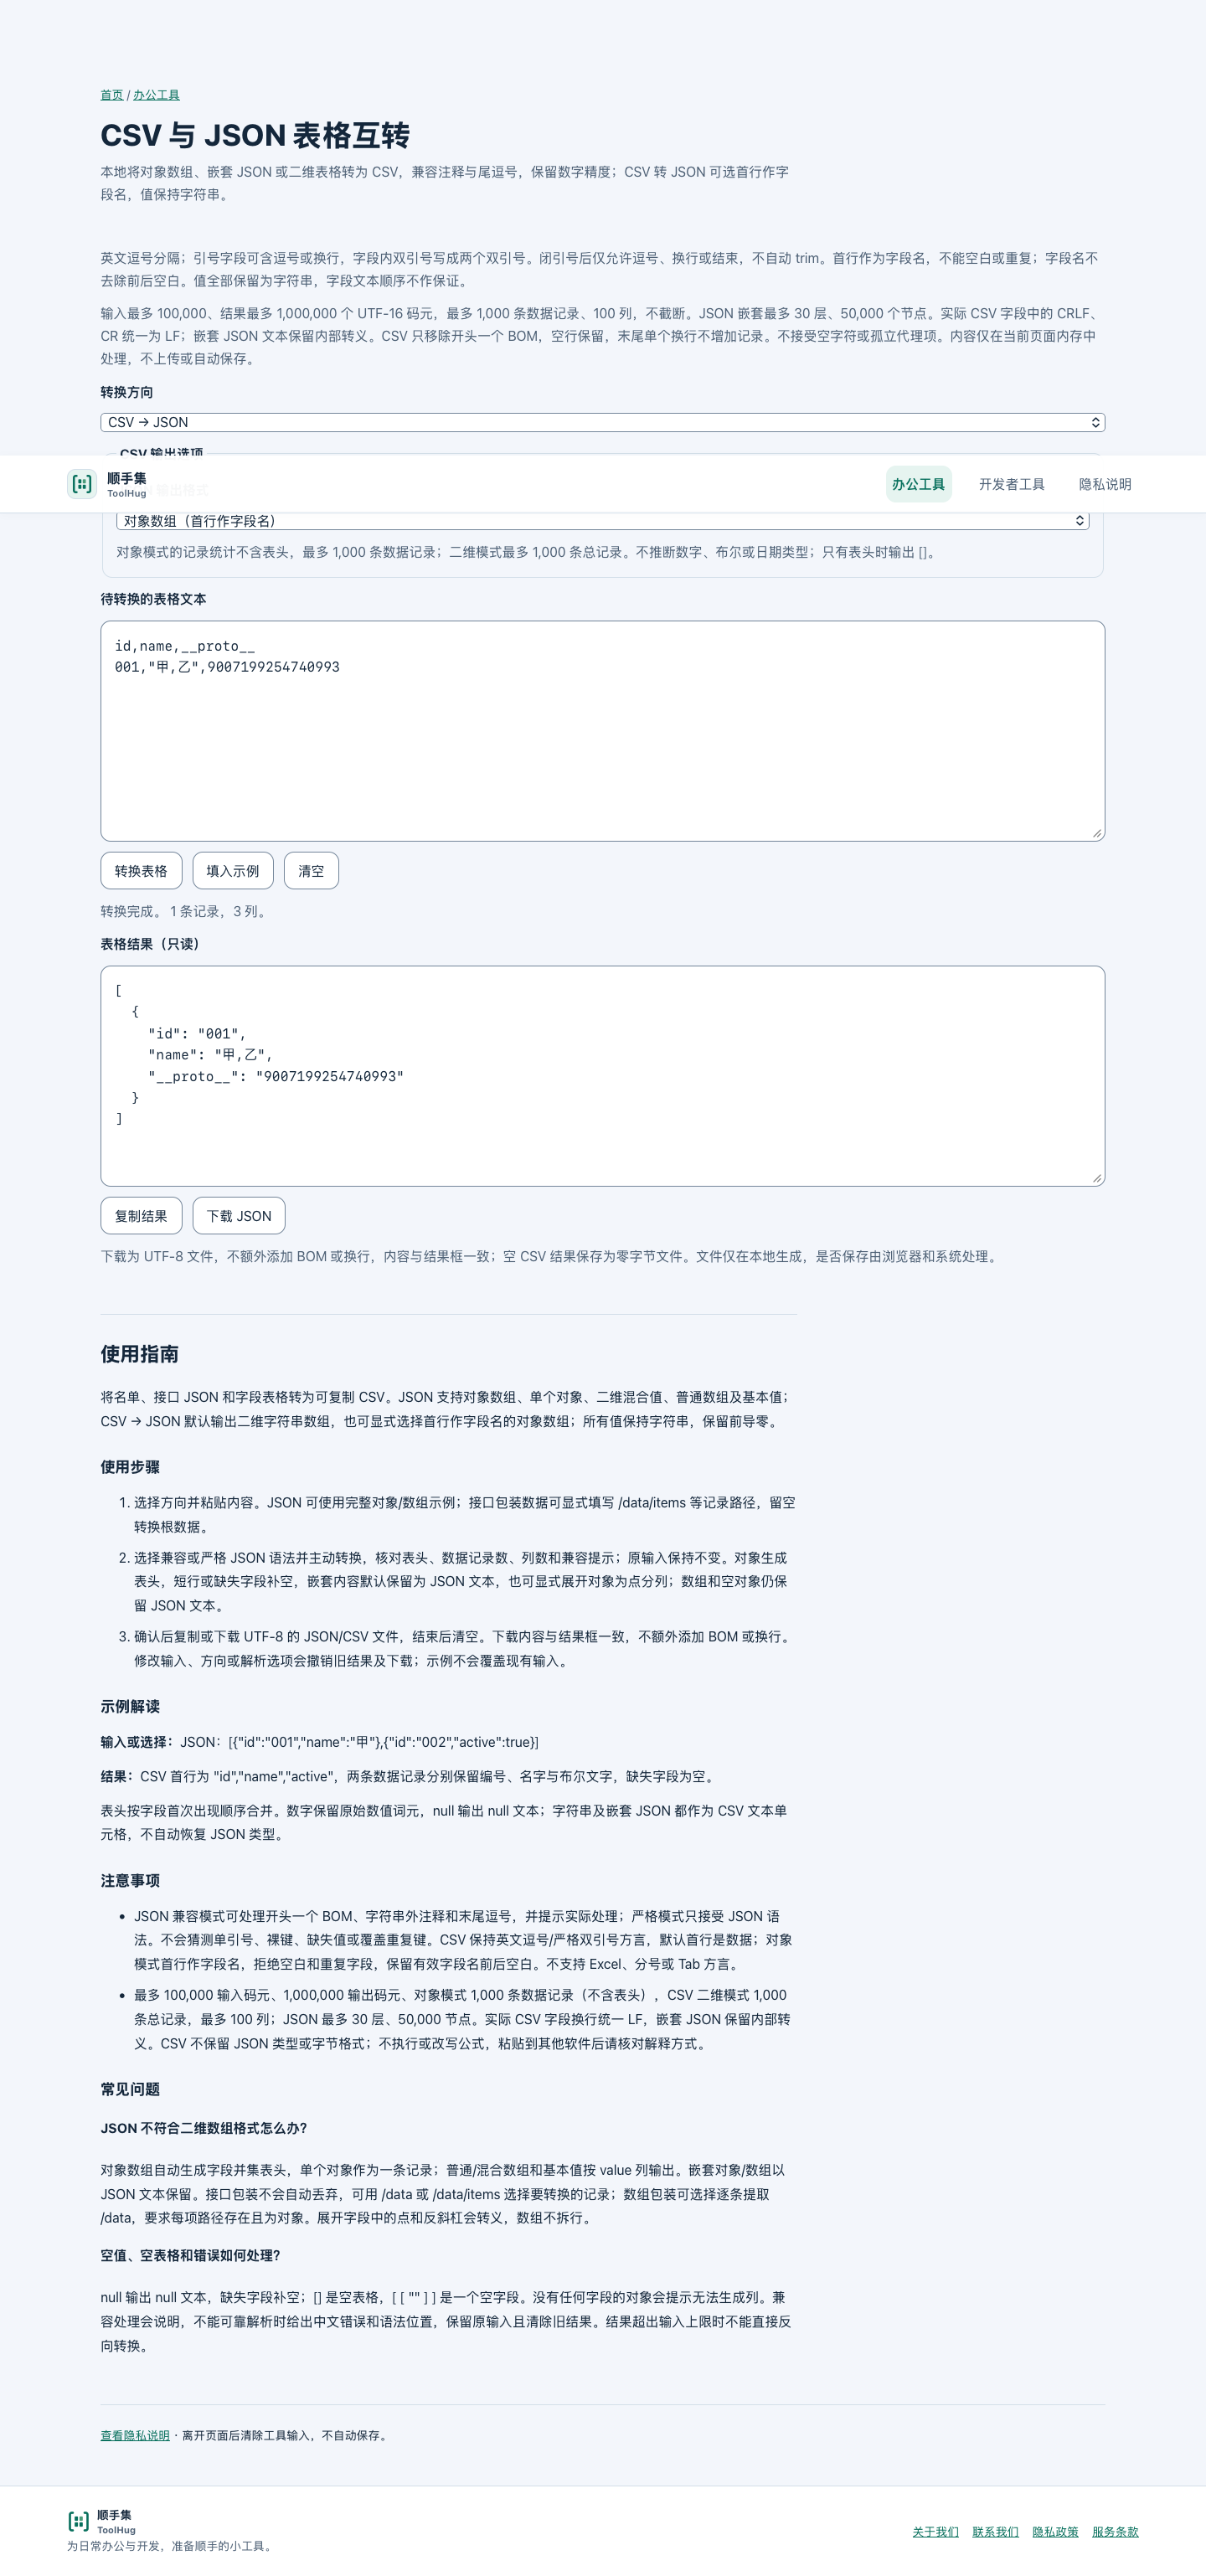 首页 / 办公工具
CSV 与 JSON 表格互转
本地将对象数组、嵌套 JSON 或二维表格转为 CSV，兼容注释与尾逗号，保留数字精度；CSV 转 JSON 可选首行作字
段名，值保持字符串。
英文逗号分隔；引号字段可含逗号或换行，字段内双引号写成两个双引号。闭引号后仅允许逗号、换行或结束，不自动 trim。首行作为字段名，不能空白或重复；字段名不
去除前后空白。值全部保留为字符串，字段文本顺序不作保证。
输入最多 100,000、结果最多 1,000,000 个 UTF-16 码元，最多 1,000 条数据记录、100 列，不截断。JSON 嵌套最多 30 层、50,000 个节点。实际 CSV 字段中的 CRLF、
CR 统一为 LF；嵌套 JSON 文本保留内部转义。CSV 只移除开头一个 BOM，空行保留，末尾单个换行不增加记录。不接受空字符或孤立代理项。内容仅在当前页面内存中
处理，不上传或自动保存。
转换方向
CSV → JSON
CSV 输出选项
顺手集
ToolHug
输出格式
办公工具
开发者工具
隐私说明
对象数组（首行作字段名）
对象模式的记录统计不含表头，最多 1,000 条数据记录；二维模式最多 1,000 条总记录。不推断数字、布尔或日期类型；只有表头时输出 []。
待转换的表格文本
id,name,__proto__
001,"甲,乙",9007199254740993
转换表格
填入示例
清空
转换完成。 1 条记录，3 列。
表格结果（只读）
[
  {
    "id": "001",
    "name": "甲,乙",
    "__proto__": "9007199254740993"
  }
]
复制结果
下载 JSON
下载为 UTF-8 文件，不额外添加 BOM 或换行，内容与结果框一致；空 CSV 结果保存为零字节文件。文件仅在本地生成，是否保存由浏览器和系统处理。
使用指南
将名单、接口 JSON 和字段表格转为可复制 CSV。JSON 支持对象数组、单个对象、二维混合值、普通数组及基本值；
CSV → JSON 默认输出二维字符串数组，也可显式选择首行作字段名的对象数组；所有值保持字符串，保留前导零。
使用步骤
1. 选择方向并粘贴内容。JSON 可使用完整对象/数组示例；接口包装数据可显式填写 /data/items 等记录路径，留空
转换根数据。
2. 选择兼容或严格 JSON 语法并主动转换，核对表头、数据记录数、列数和兼容提示；原输入保持不变。对象生成
表头，短行或缺失字段补空，嵌套内容默认保留为 JSON 文本，也可显式展开对象为点分列；数组和空对象仍保
留 JSON 文本。
3. 确认后复制或下载 UTF-8 的 JSON/CSV 文件，结束后清空。下载内容与结果框一致，不额外添加 BOM 或换行。
修改输入、方向或解析选项会撤销旧结果及下载；示例不会覆盖现有输入。
示例解读
输入或选择：JSON：[{"id":"001","name":"甲"},{"id":"002","active":true}]
结果：CSV 首行为 "id","name","active"，两条数据记录分别保留编号、名字与布尔文字，缺失字段为空。
表头按字段首次出现顺序合并。数字保留原始数值词元，null 输出 null 文本；字符串及嵌套 JSON 都作为 CSV 文本单
元格，不自动恢复 JSON 类型。
注意事项
• JSON 兼容模式可处理开头一个 BOM、字符串外注释和末尾逗号，并提示实际处理；严格模式只接受 JSON 语
法。不会猜测单引号、裸键、缺失值或覆盖重复键。CSV 保持英文逗号/严格双引号方言，默认首行是数据；对象
模式首行作字段名，拒绝空白和重复字段，保留有效字段名前后空白。不支持 Excel、分号或 Tab 方言。
• 最多 100,000 输入码元、1,000,000 输出码元、对象模式 1,000 条数据记录（不含表头），CSV 二维模式 1,000
条总记录，最多 100 列；JSON 最多 30 层、50,000 节点。实际 CSV 字段换行统一 LF，嵌套 JSON 保留内部转
义。CSV 不保留 JSON 类型或字节格式；不执行或改写公式，粘贴到其他软件后请核对解释方式。
常见问题
JSON 不符合二维数组格式怎么办？
对象数组自动生成字段并集表头，单个对象作为一条记录；普通/混合数组和基本值按 value 列输出。嵌套对象/数组以
JSON 文本保留。接口包装不会自动丢弃，可用 /data 或 /data/items 选择要转换的记录；数组包装可选择逐条提取
/data，要求每项路径存在且为对象。展开字段中的点和反斜杠会转义，数组不拆行。
空值、空表格和错误如何处理？
null 输出 null 文本，缺失字段补空；[] 是空表格，[ [ "" ] ] 是一个空字段。没有任何字段的对象会提示无法生成列。兼
容处理会说明，不能可靠解析时给出中文错误和语法位置，保留原输入且清除旧结果。结果超出输入上限时不能直接反
向转换。
查看隐私说明 · 离开页面后清除工具输入，不自动保存。
顺手集
ToolHug
为日常办公与开发，准备顺手的小工具。
关于我们
联系我们
隐私政策
服务条款